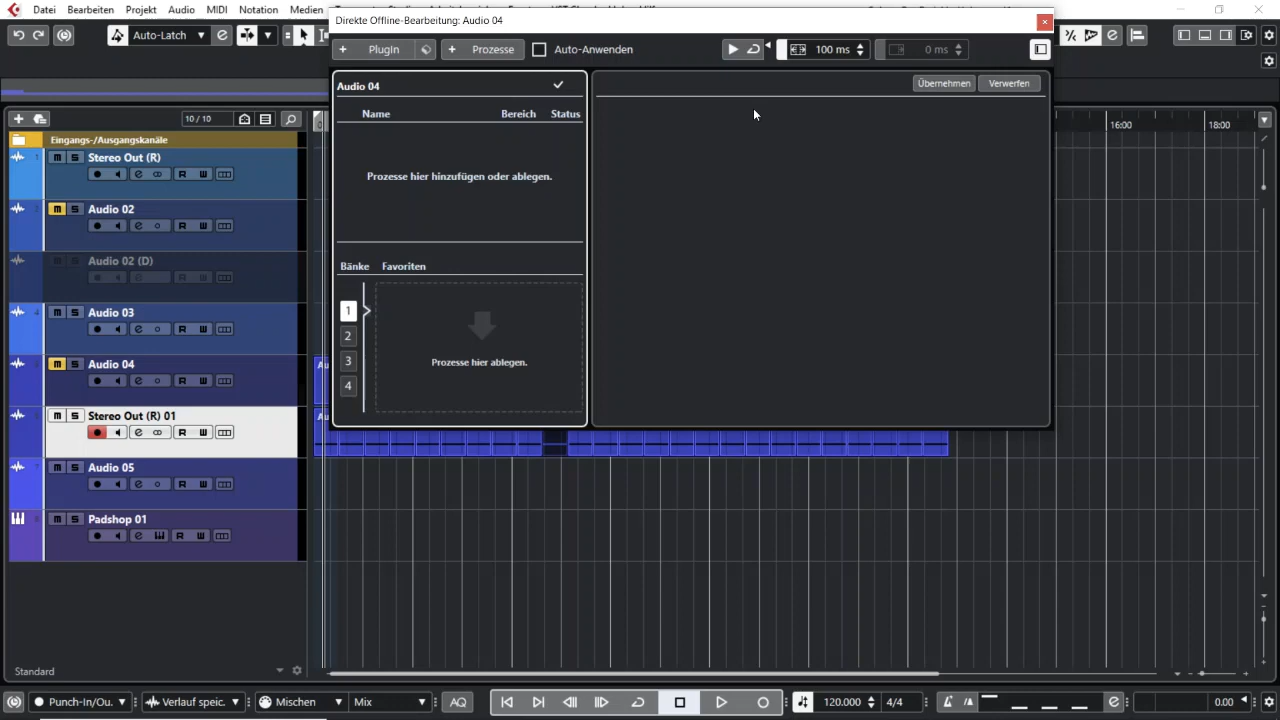 Datei Bearbeiten Projekt Audio MIDI Notation Medien
Direkte Offline-Bearbeitung: Audio 04
Auto-Latch
+ PlugIn + Prozesse Auto-Anwenden 100 ms 0 ms
Audio 04
Übernehmen Verwerfen
Name Bereich Status
Prozesse hier hinzufügen oder ablegen.
Bänke Favoriten
1
2
3
4
Prozesse hier ablegen.
10 / 10
16:00 18:00
Eingangs-/Ausgangskanäle
1 m S Stereo Out (R)
R W
m S Audio 02
R W
m S Audio 02 (D)
R W
4 m S Audio 03
R W
m S Audio 04
R W
m S Stereo Out (R) 01
R W
7 m S Audio 05
R W
8 m S Padshop 01
R W
Standard
Punch-In/Ou. Verlauf speic. Mischen Mix AQ 120.000 4/4 0.00